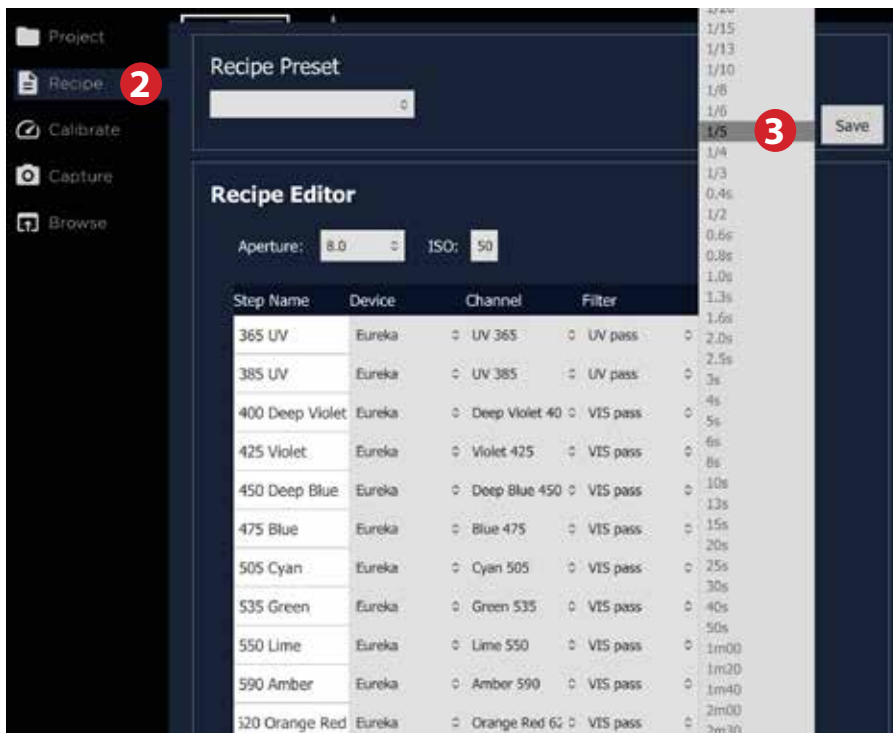 Project
Recipe
Calibrate
Capture
Browse
2
Recipe Preset
3
Save
Recipe Editor
Aperture: 8.0 ISO: 50
Step Name Device Channel Filter
365 UV Eureka UV 365 UV pass
385 UV Eureka UV 385 UV pass
400 Deep Violet Eureka Deep Violet 40 VIS pass
425 Violet Eureka Violet 425 VIS pass
450 Deep Blue Eureka Deep Blue 450 VIS pass
475 Blue Eureka Blue 475 VIS pass
505 Cyan Eureka Cyan 505 VIS pass
535 Green Eureka Green 535 VIS pass
550 Lime Eureka Lime 550 VIS pass
590 Amber Eureka Amber 590 VIS pass
Orange Red Eureka Orange Red VIS pass
1/15
1/13
1/10
1/8
1/6
1/5
1/4
1/3
0.4s
1/2
0.6s
0.8s
1.0s
1.3s
1.6s
2.0s
2.5s
3s
4s
5s
6s
8s
10s
13s
15s
20s
25s
30s
40s
50s
1m00
1m20
1m40
2m00
2m30